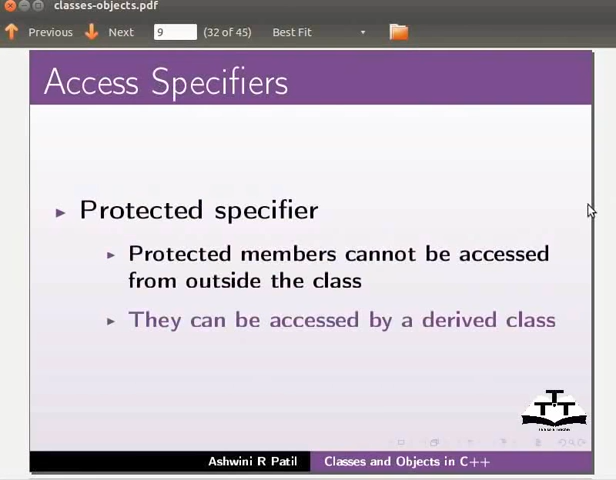 classes-objects.pdf
Previous Next 9 (32 of 45) Best Fit
Access Specifiers
Protected specifier
Protected members cannot be accessed
from outside the class
They can be accessed by a derived class
Ashwini R Patil Classes and Objects in C++